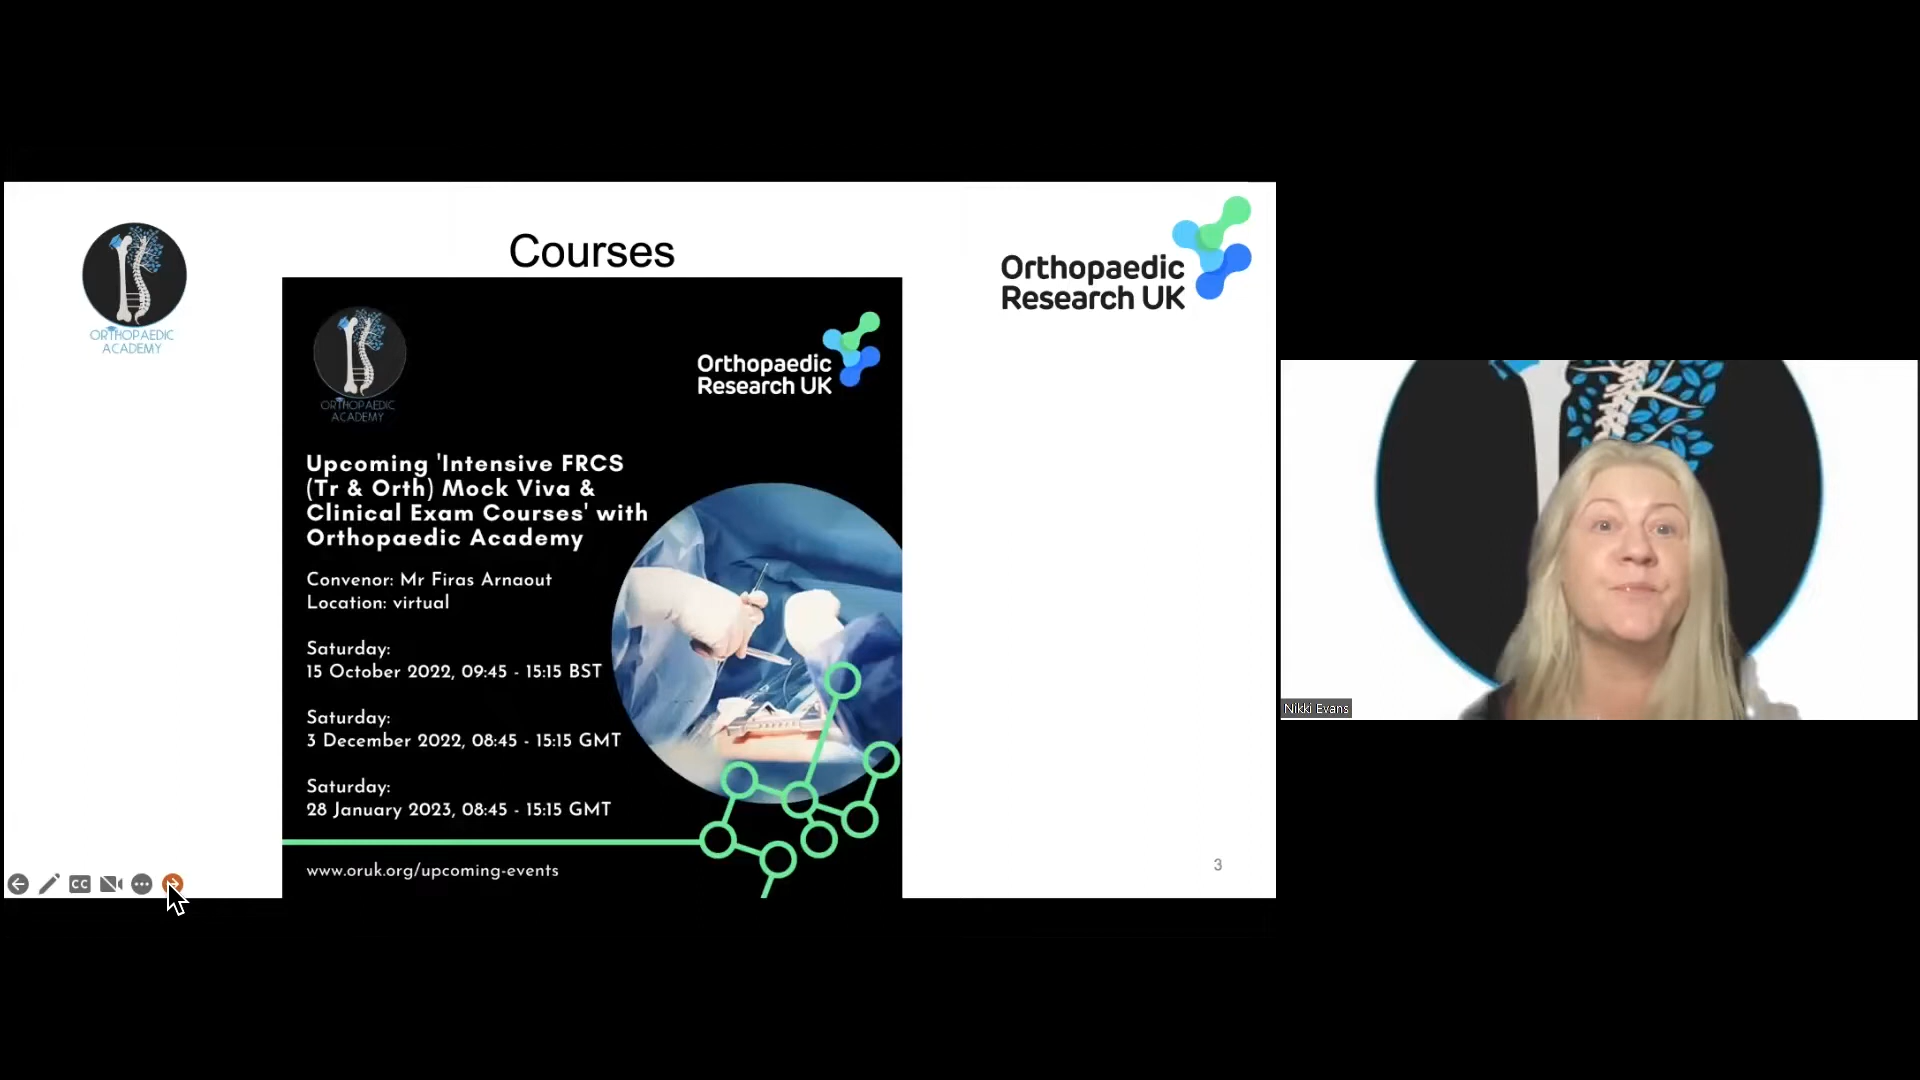 Courses
ORTHOPAEDIC
ACADEMY
Orthopaedic
Research UK
ORTHOPAEDIC
ACADEMY
Orthopaedic
Research UK
Upcoming 'Intensive FRCS
(Tr & Orth) Mock Viva &
Clinical Exam Courses' with
Orthopaedic Academy
Convenor: Mr Firas Arnaout
Location: virtual
Saturday:
15 October 2022, 09:45 - 15:15 BST
Saturday:
3 December 2022, 08:45 - 15:15 GMT
Saturday:
28 January 2023, 08:45 - 15:15 GMT
www.oruk.org/upcoming-events
3
CC
Nikki Evans